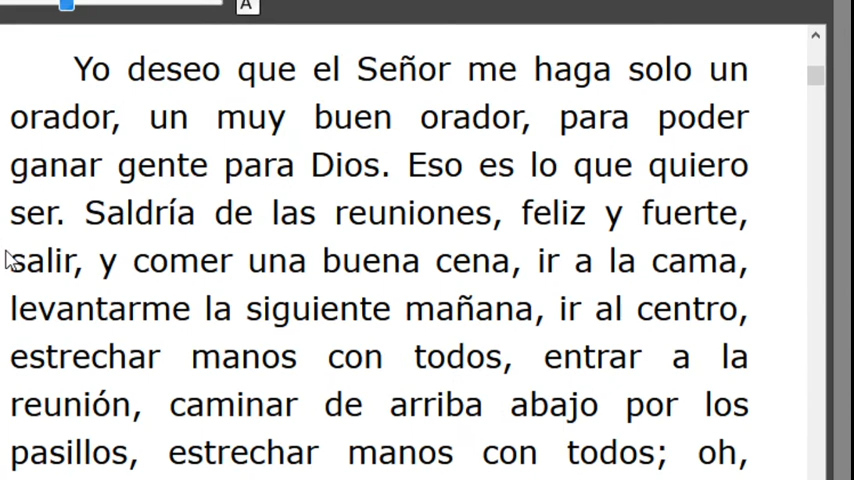 A
Yo deseo que el Señor me haga solo un
orador, un muy buen orador, para poder
ganar gente para Dios. Eso es lo que quiero
ser. Saldría de las reuniones, feliz y fuerte,
salir, y comer una buena cena, ir a la cama,
levantarme la siguiente mañana, ir al centro,
estrechar manos con todos, entrar a la
reunión, caminar de arriba abajo por los
pasillos, estrechar manos con todos; oh,